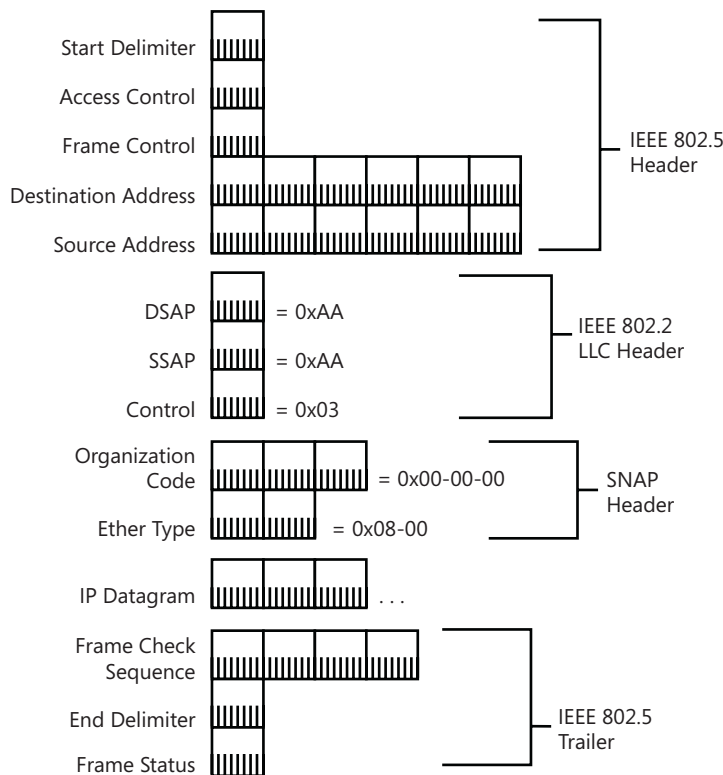 Start Delimiter
Access Control
Frame Control
Destination Address
Source Address
IEEE 802.5
Header
DSAP
= 0xAA
SSAP
= 0xAA
Control
= 0x03
IEEE 802.2
LLC Header
Organization
Code
= 0x00-00-00
Ether Type
= 0x08-00
SNAP
Header
IP Datagram
. . .
Frame Check
Sequence
End Delimiter
Frame Status
IEEE 802.5
Trailer